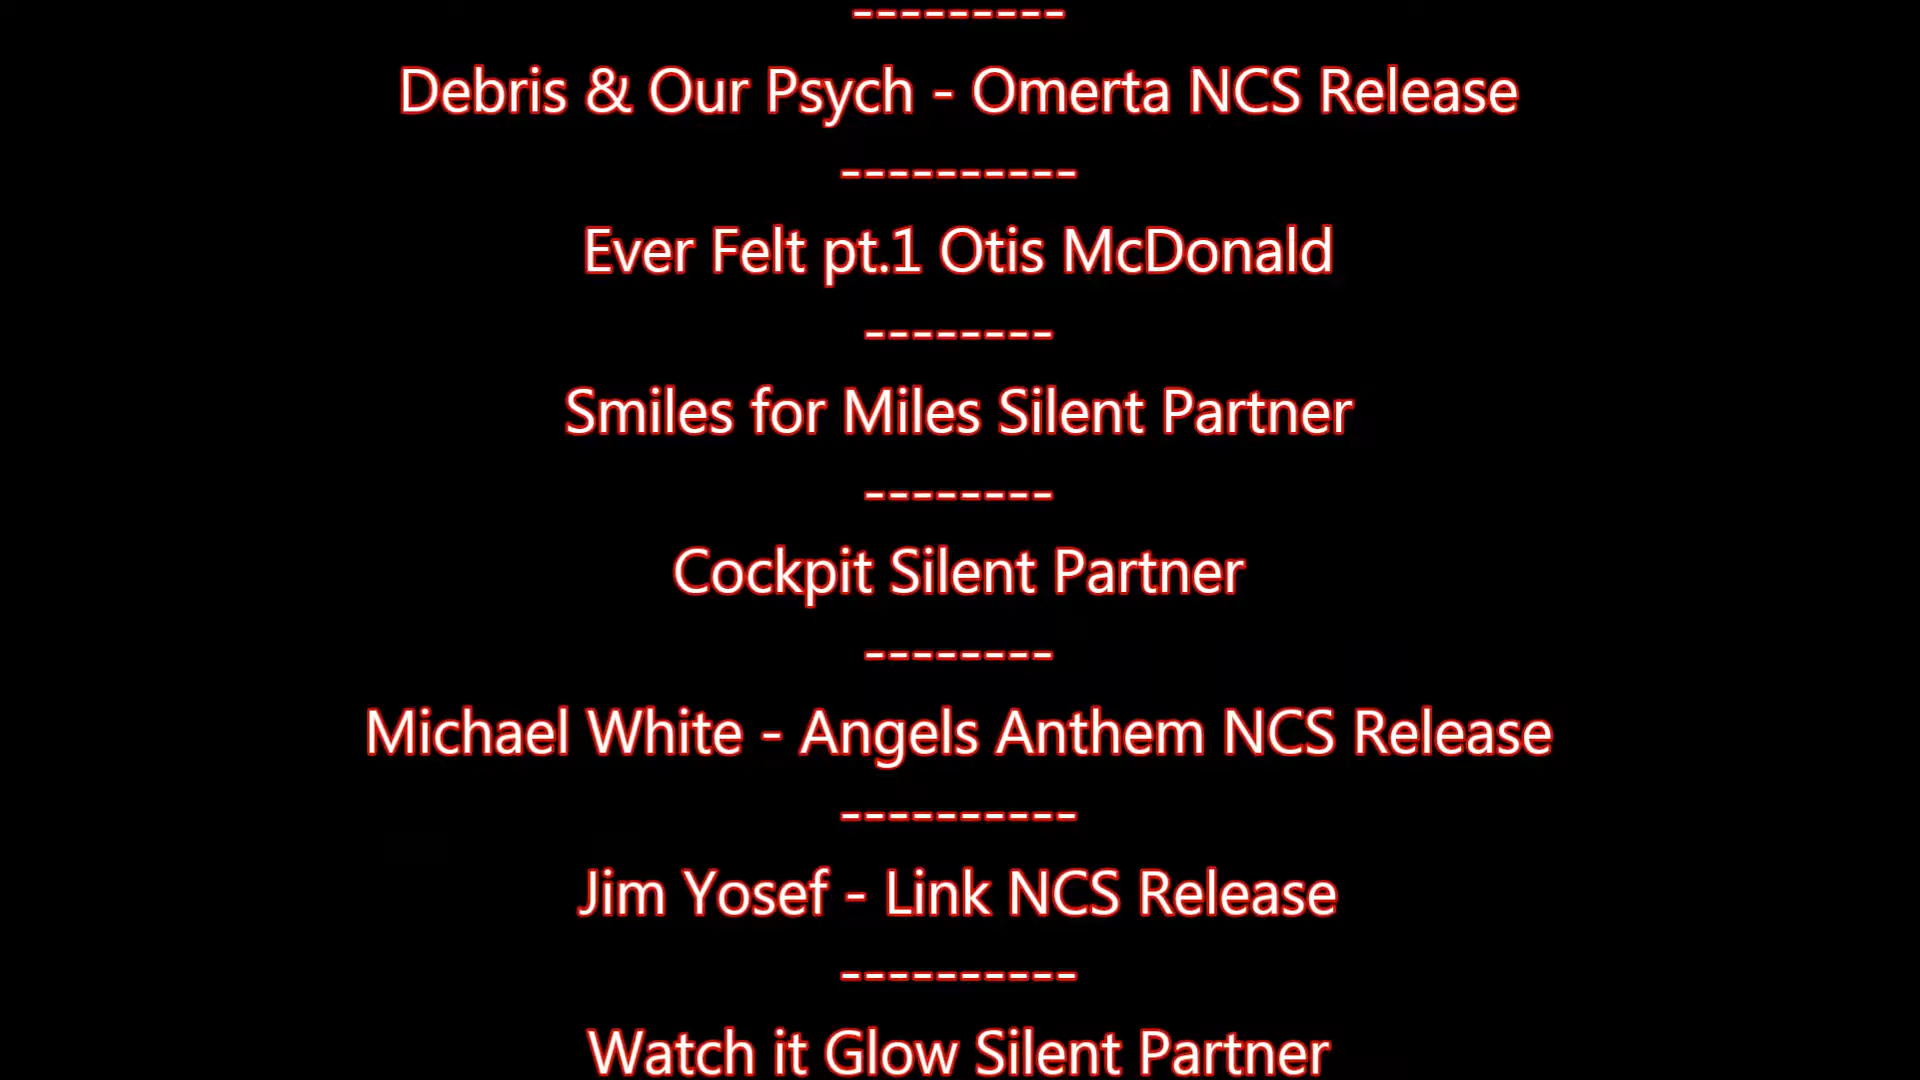 ---------
Debris & Our Psych - Omerta NCS Release
----------
Ever Felt pt.1 Otis McDonald
--------
Smiles for Miles Silent Partner
--------
Cockpit Silent Partner
--------
Michael White - Angels Anthem NCS Release
----------
Jim Yosef - Link NCS Release
----------
Watch it Glow Silent Partner